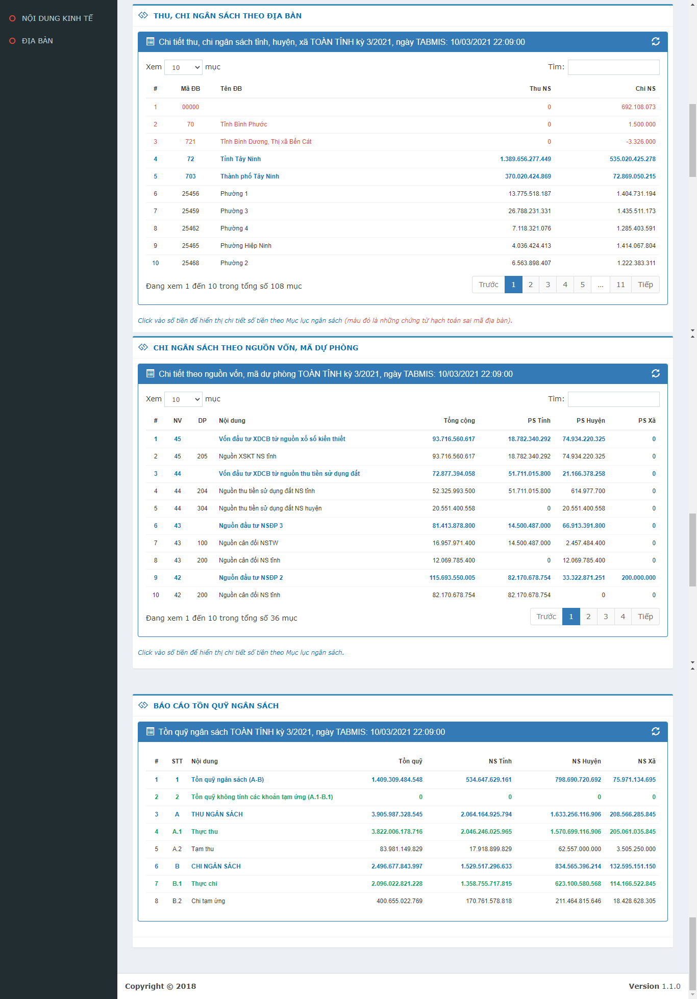 NỘI DUNG KINH TẾ
ĐỊA BÀN
THU, CHI NGÂN SÁCH THEO ĐỊA BÀN
Chi tiết thu, chi ngân sách tỉnh, huyện, xã TOÀN TỈNH kỳ 3/2021, ngày TABMIS: 10/03/2021 22:09:00
Xem 10 mục Tìm:
# Mã ĐB Tên ĐB Thu NS Chi NS
1 00000 0 692.108.073
2 70 Tỉnh Bình Phước 0 1.500.000
3 721 Tỉnh Bình Dương, Thị xã Bến Cát 0 -3.326.000
4 72 Tỉnh Tây Ninh 1.389.656.277.449 535.020.425.278
5 703 Thành phố Tây Ninh 370.020.424.869 72.869.050.215
6 25456 Phường 1 13.775.518.187 1.404.731.194
7 25459 Phường 3 26.788.231.331 1.435.511.173
8 25462 Phường 4 7.118.321.076 1.285.403.591
9 25465 Phường Hiệp Ninh 4.036.424.413 1.414.067.804
10 25468 Phường 2 6.563.898.407 1.222.383.311
Đang xem 1 đến 10 trong tổng số 108 mục Trước 1 2 3 4 5 ... 11 Tiếp
Click vào số tiền để hiển thị chi tiết số tiền theo Mục lục ngân sách (màu đỏ là những chứng từ hạch toán sai mã địa bàn).
CHI NGÂN SÁCH THEO NGUỒN VỐN, MÃ DỰ PHÒNG
Chi tiết theo nguồn vốn, mã dự phòng TOÀN TỈNH kỳ 3/2021, ngày TABMIS: 10/03/2021 22:09:00
Xem 10 mục Tìm:
# NV DP Nội dung Tổng cộng PS Tỉnh PS Huyện PS Xã
1 45 Vốn đầu tư XDCB từ nguồn xổ số kiến thiết 93.716.560.617 18.782.340.292 74.934.220.325 0
2 45 205 Nguồn XSKT NS tỉnh 93.716.560.617 18.782.340.292 74.934.220.325 0
3 44 Vốn đầu tư XDCB từ nguồn thu tiền sử dụng đất 72.877.394.058 51.711.015.800 21.166.378.258 0
4 44 204 Nguồn thu tiền sử dụng đất NS tỉnh 52.325.993.500 51.711.015.800 614.977.700 0
5 44 304 Nguồn thu tiền sử dụng đất NS huyện 20.551.400.558 0 20.551.400.558 0
6 43 Nguồn đầu tư NSĐP 3 81.413.878.800 14.500.487.000 66.913.391.800 0
7 43 100 Nguồn cân đối NSTW 16.957.971.400 14.500.487.000 2.457.484.400 0
8 43 200 Nguồn cân đối NS tỉnh 12.069.785.400 0 12.069.785.400 0
9 42 Nguồn đầu tư NSĐP 2 115.693.550.005 82.170.678.754 33.322.871.251 200.000.000
10 42 200 Nguồn cân đối NS tỉnh 82.170.678.754 82.170.678.754 0 0
Đang xem 1 đến 10 trong tổng số 36 mục Trước 1 2 3 4 Tiếp
Click vào số tiền để hiển thị chi tiết số tiền theo Mục lục ngân sách.
BÁO CÁO TỒN QUỸ NGÂN SÁCH
Tồn quỹ ngân sách TOÀN TỈNH kỳ 3/2021, ngày TABMIS: 10/03/2021 22:09:00
# STT Nội dung Tồn quỹ NS Tỉnh NS Huyện NS Xã
1 1 Tồn quỹ ngân sách (A-B) 1.409.309.484.548 534.647.629.161 798.690.720.692 75.971.134.695
2 2 Tồn quỹ không tính các khoản tạm ứng (A.1-B.1) 0 0 0 0
3 A THU NGÂN SÁCH 3.905.987.328.545 2.064.164.925.794 1.633.256.116.906 208.566.285.845
4 A.1 Thực thu 3.822.006.178.716 2.046.246.025.965 1.570.699.116.906 205.061.035.845
5 A.2 Tạm thu 83.981.149.829 17.918.899.829 62.557.000.000 3.505.250.000
6 B CHI NGÂN SÁCH 2.496.677.843.997 1.529.517.296.633 834.565.396.214 132.595.151.150
7 B.1 Thực chi 2.096.022.821.228 1.358.755.717.815 623.100.580.568 114.166.522.845
8 B.2 Chi tạm ứng 400.655.022.769 170.761.578.818 211.464.815.646 18.428.628.305
Copyright © 2018 Version 1.1.0